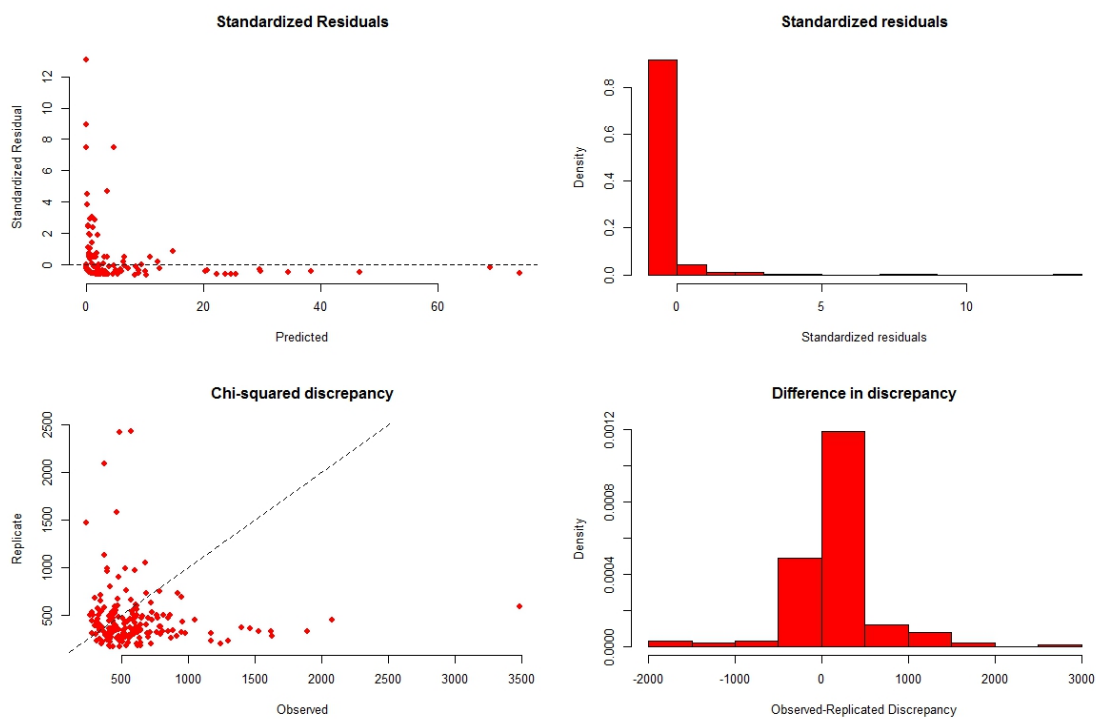 Standardized Residuals
Standardized Residual
0 2 4 6 8 10 12
0 20 40 60
Predicted
Standardized residuals
Density
0.0 0.2 0.4 0.6 0.8
0 5 10
Standardized residuals
Chi-squared discrepancy
Replicate
500 1000 1500 2000 2500
500 1000 1500 2000 2500 3000 3500
Observed
Difference in discrepancy
Density
0.0000 0.0004 0.0008 0.0012
-2000 -1000 0 1000 2000 3000
Observed-Replicated Discrepancy